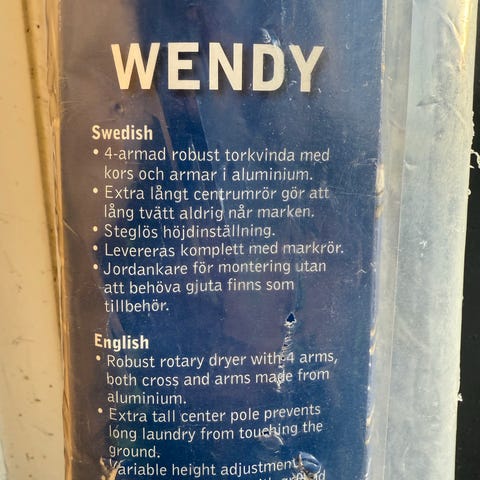 WENDY
Swedish
• 4-armad robust torkvinda med
kors och armar i aluminium.
• Extra långt centrumrör gör att
lång tvätt aldrig når marken.
• Steglös höjdinställning.
• Levereras komplett med markrör.
• Jordankare för montering utan
att behöva gjuta finns som
tillbehör.
English
• Robust rotary dryer with 4 arms,
both cross and arms made from
aluminium.
• Extra tall center pole prevents
long laundry from touching the
ground.
• Variable height adjustment.
with ground